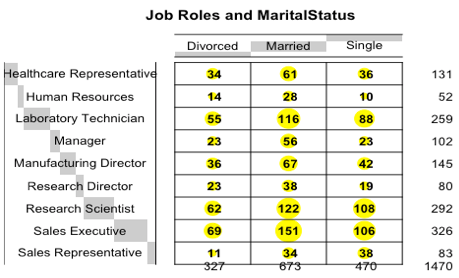 Job Roles and MaritalStatus
Divorced Married Single
Healthcare Representative 34 61 36 131
Human Resources 14 28 10 52
Laboratory Technician 55 116 88 259
Manager 23 56 23 102
Manufacturing Director 36 67 42 145
Research Director 23 38 19 80
Research Scientist 62 122 108 292
Sales Executive 69 151 106 326
Sales Representative 11 34 38 83
327 673 470 1470